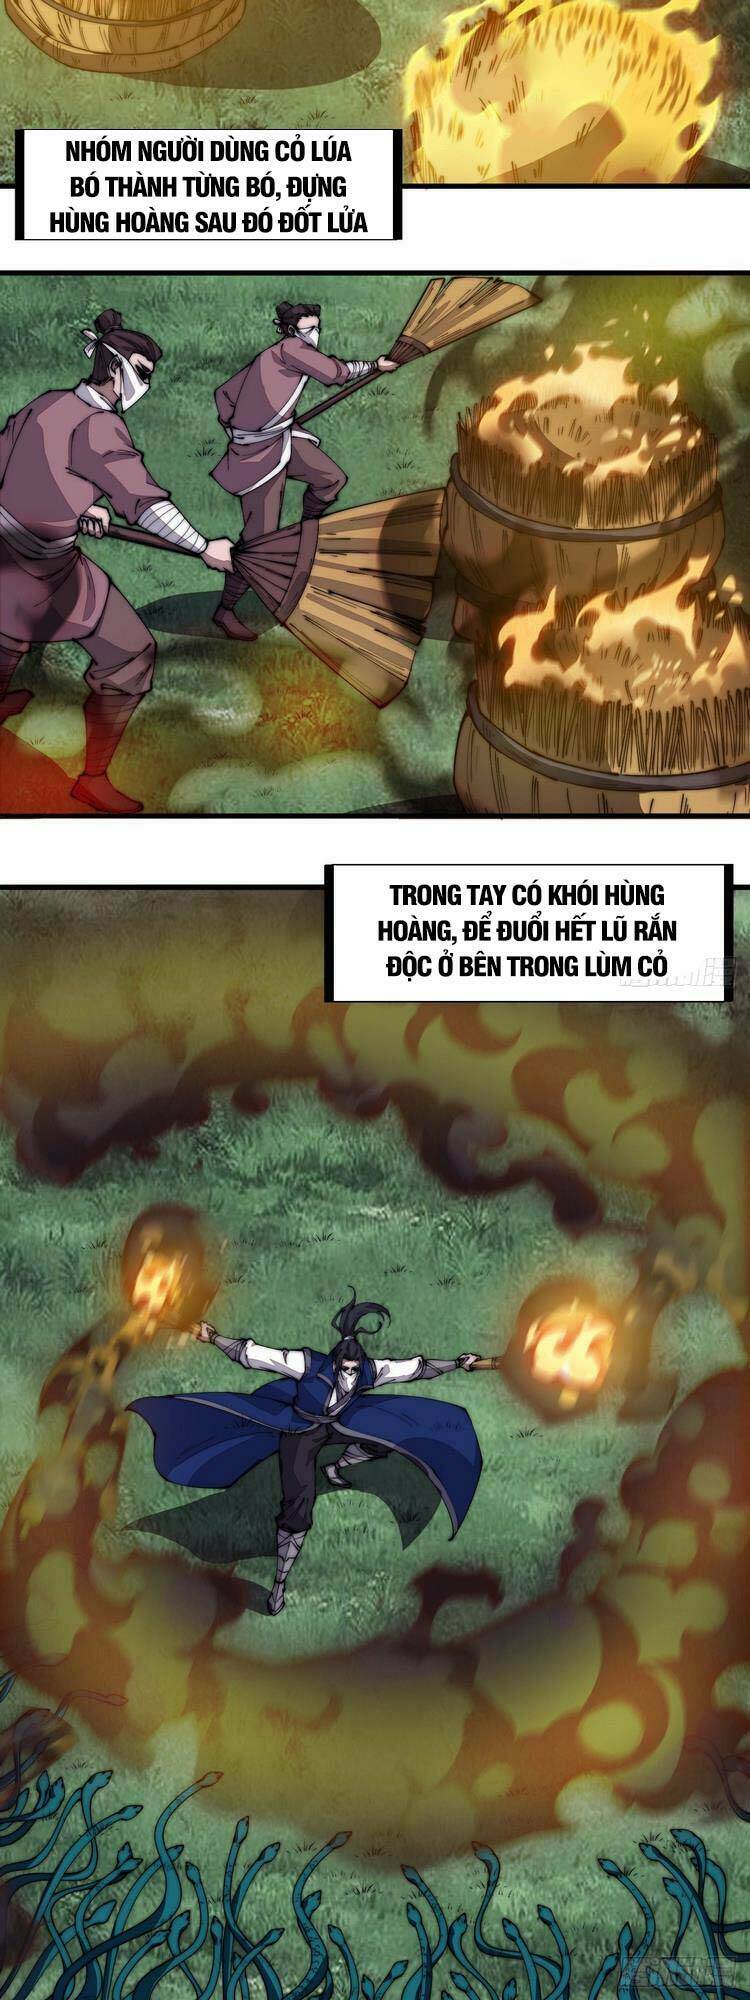 NHÓM NGƯỜI DÙNG CỎ LÚA
BÓ THÀNH TỪNG BÓ, ĐỰNG
HÙNG HOÀNG SAU ĐÓ ĐỐT LỬA
TRONG TAY CÓ KHÓI HÙNG
HOÀNG, ĐỂ ĐUỔI HẾT LŨ RẮN
ĐỘC Ở BÊN TRONG LÙM CỎ